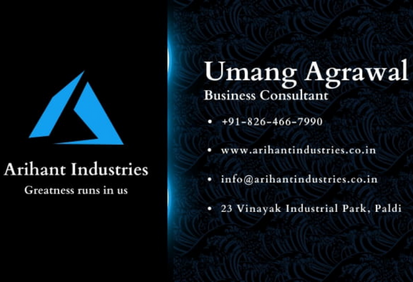 Arihant Industries
Greatness runs in us
Umang Agrawal
Business Consultant
• +91-826-466-7990
• www.arihantindustries.co.in
• info@arihantindustries.co.in
• 23 Vinayak Industrial Park, Paldi